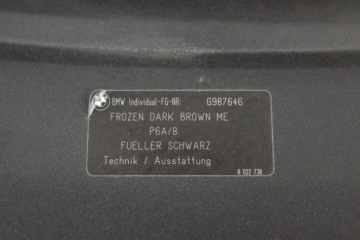 BMW Individual-FG-NR: G987646
FROZEN DARK BROWN ME
P6A/8
FUELLER SCHWARZ
Technik / Ausstattung
8 022 738